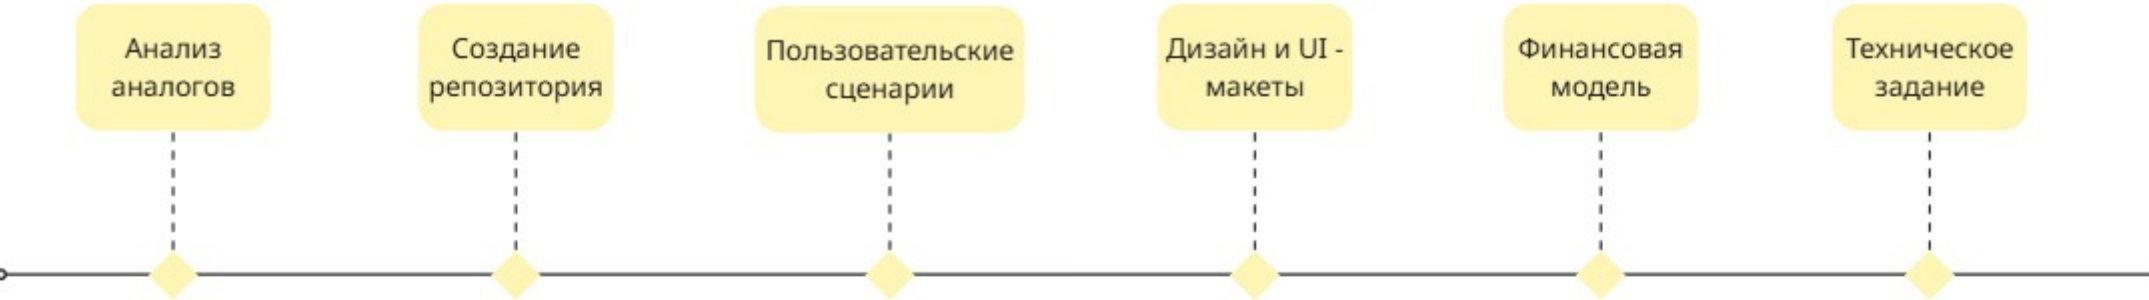 Анализ
аналогов
Создание
репозитория
Пользовательские
сценарии
Дизайн и UI -
макеты
Финансовая
модель
Техническое
задание